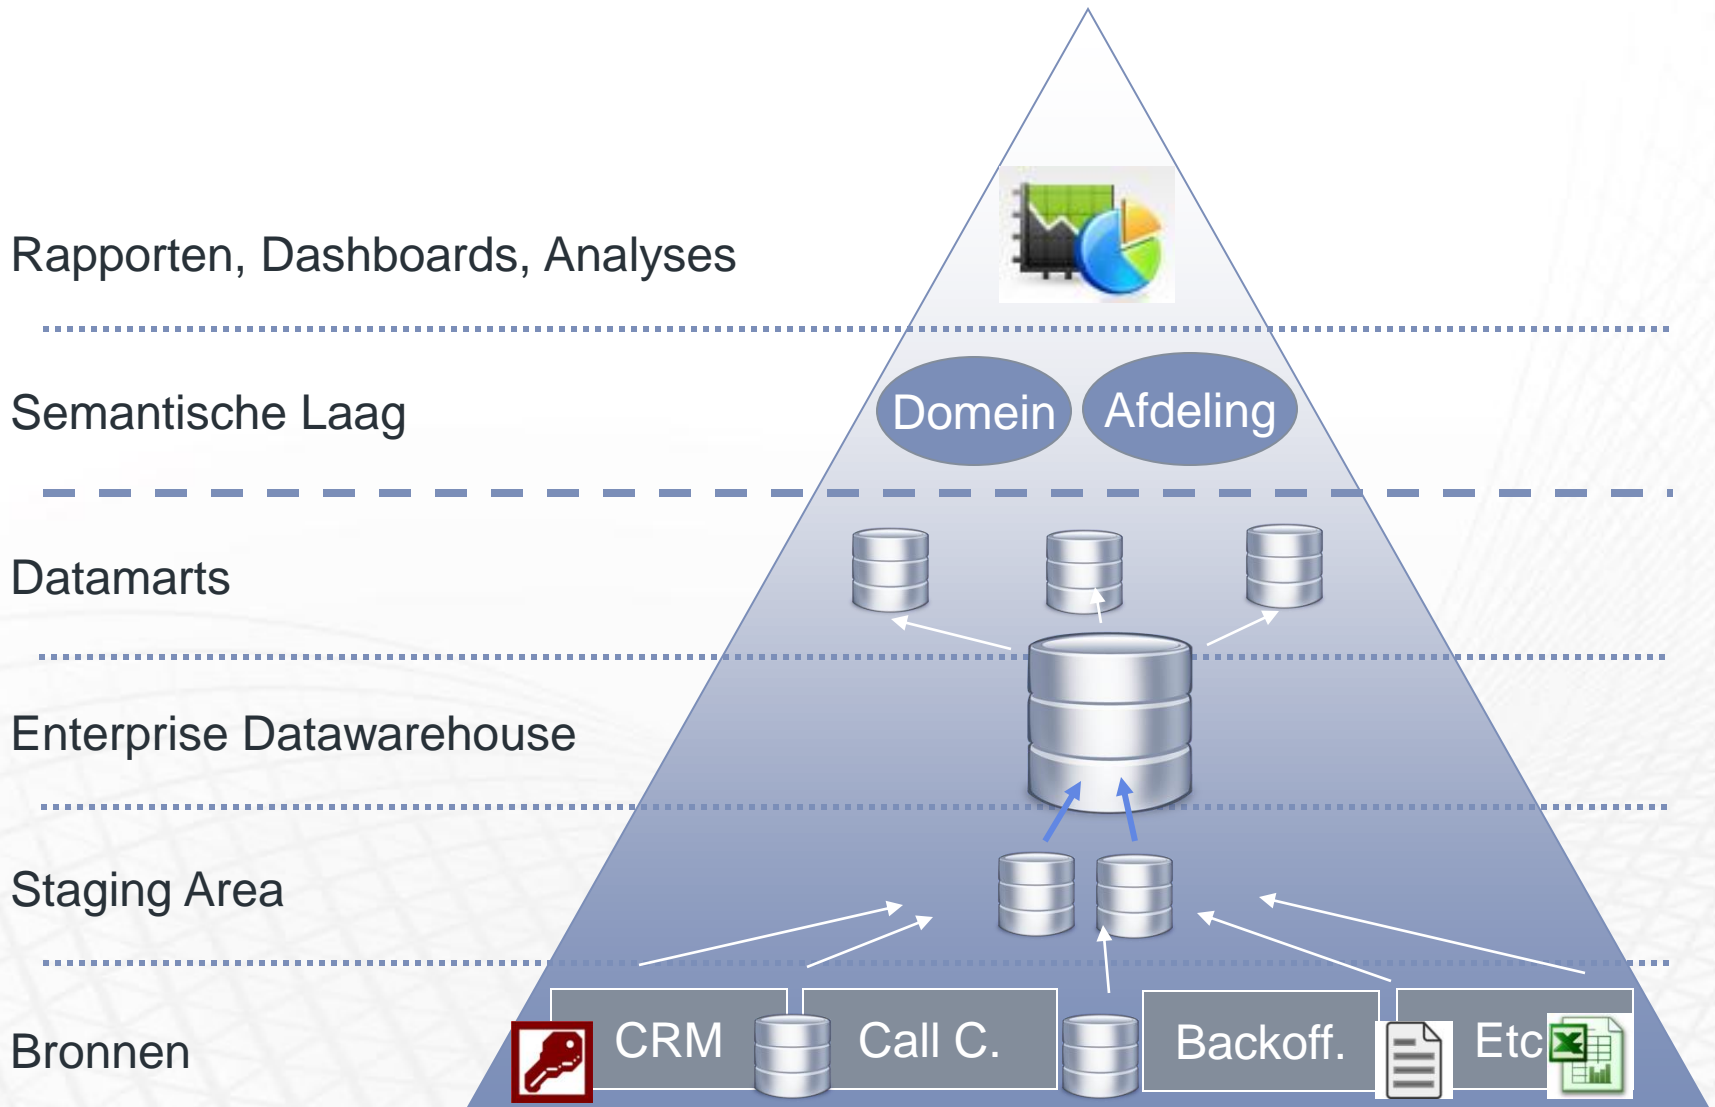 Rapporten, Dashboards, Analyses
Semantische Laag
Domein
Afdeling
Datamarts
Enterprise Datawarehouse
Staging Area
Bronnen
CRM
Call C.
Backoff.
Etc